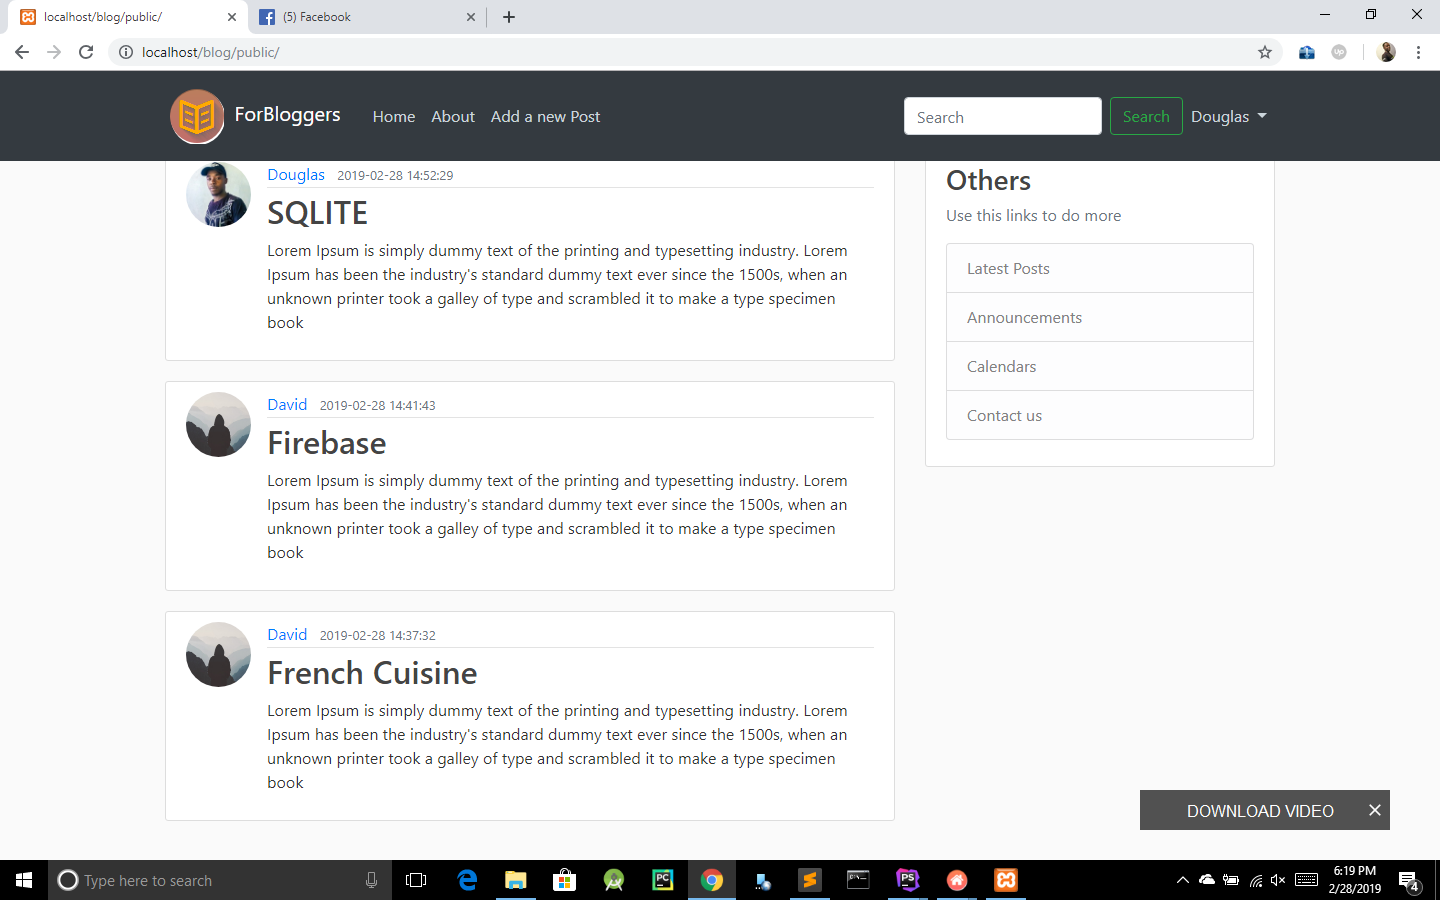 localhost/blog/public/
(5) Facebook
localhost/blog/public/
up
ForBloggers
Home
About
Add a new Post
Search
Search
Douglas
Douglas 2019-02-28 14:52:29
SQLITE
Lorem Ipsum is simply dummy text of the printing and typesetting industry. Lorem
Ipsum has been the industry's standard dummy text ever since the 1500s, when an
unknown printer took a galley of type and scrambled it to make a type specimen
book
David 2019-02-28 14:41:43
Firebase
Lorem Ipsum is simply dummy text of the printing and typesetting industry. Lorem
Ipsum has been the industry's standard dummy text ever since the 1500s, when an
unknown printer took a galley of type and scrambled it to make a type specimen
book
David 2019-02-28 14:37:32
French Cuisine
Lorem Ipsum is simply dummy text of the printing and typesetting industry. Lorem
Ipsum has been the industry's standard dummy text ever since the 1500s, when an
unknown printer took a galley of type and scrambled it to make a type specimen
book
Others
Use this links to do more
Latest Posts
Announcements
Calendars
Contact us
DOWNLOAD VIDEO
Type here to search
PC
PS
6:19 PM
2/28/2019
4